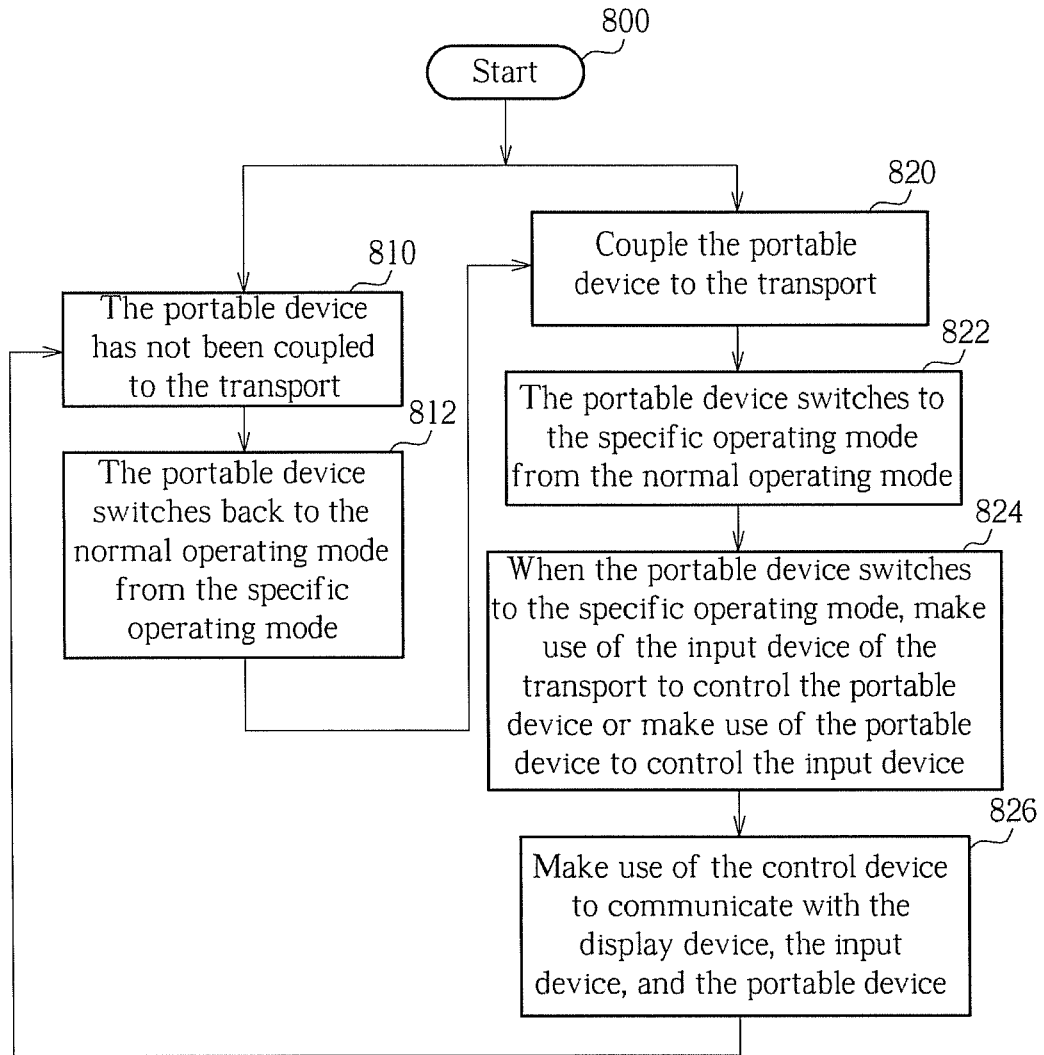 800
Start
810
The portable device
has not been coupled
to the transport
812
The portable device
switches back to the
normal operating mode
from the specific
operating mode
820
Couple the portable
device to the transport
822
The portable device switches to
the specific operating mode
from the normal operating mode
824
When the portable device switches
to the specific operating mode, make
use of the input device of the
transport to control the portable
device or make use of the portable
device to control the input device
826
Make use of the control device
to communicate with the
display device, the input
device, and the portable device